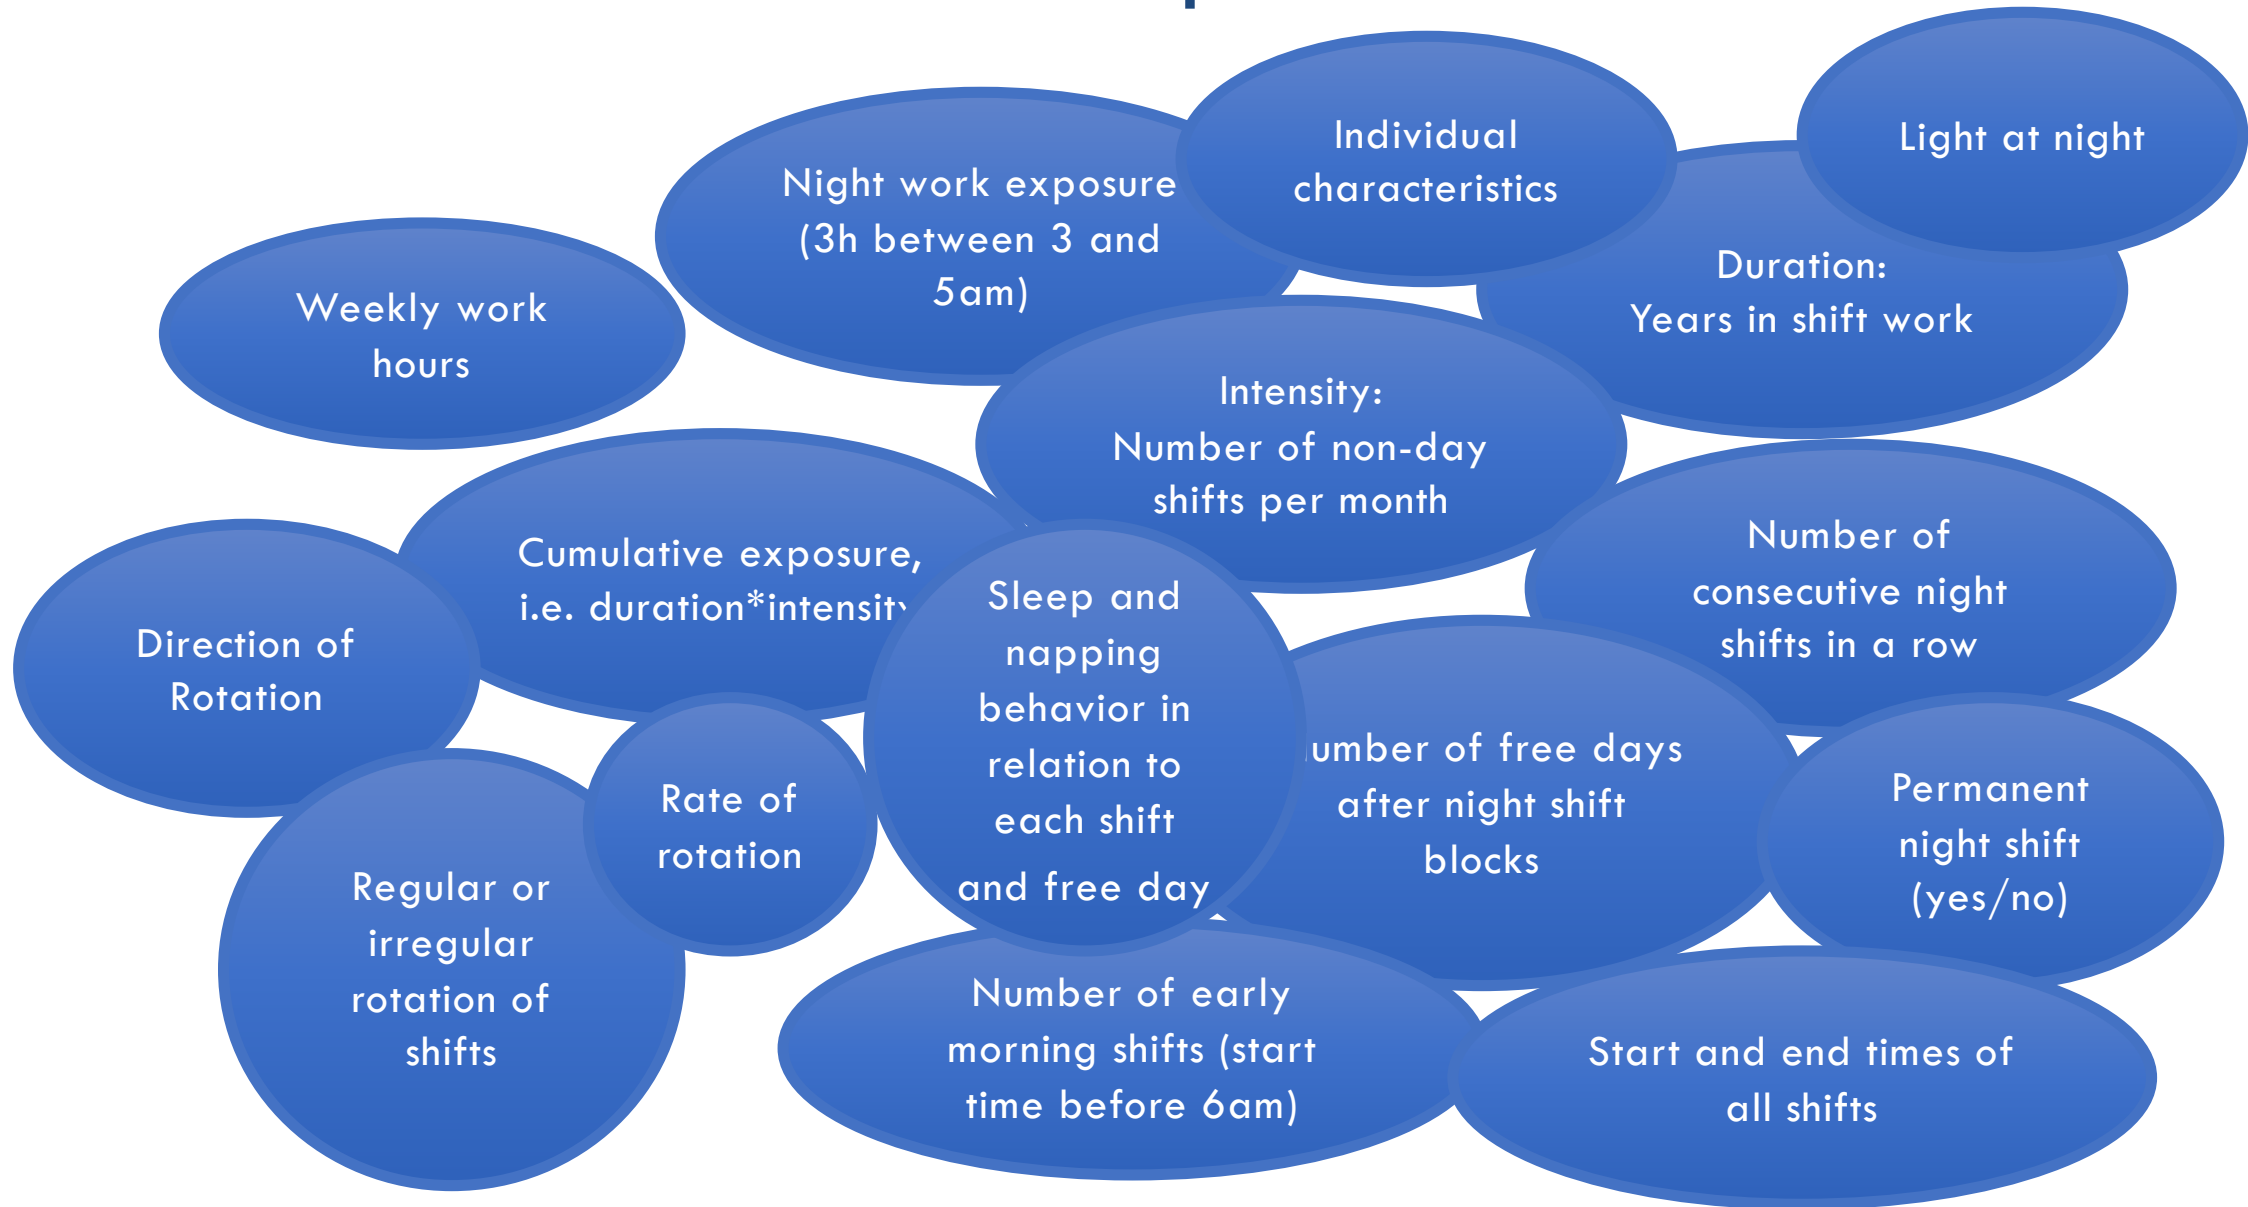 Individual
characteristics
Light at night
Night work exposure
(3h between 3 and
5am)
Duration:
Years in shift work
Weekly work
hours
Intensity:
Number of non-day
shifts per month
Cumulative exposure,
i.e. duration*intensity
Number of
consecutive night
shifts in a row
Direction of
Rotation
Sleep and
napping
behavior in
relation to
each shift
and free day
umber of free days
after night shift
blocks
Rate of
rotation
Permanent
night shift
(yes/no)
Regular or
irregular
rotation of
shifts
Number of early
morning shifts (start
time before 6am)
Start and end times of
all shifts